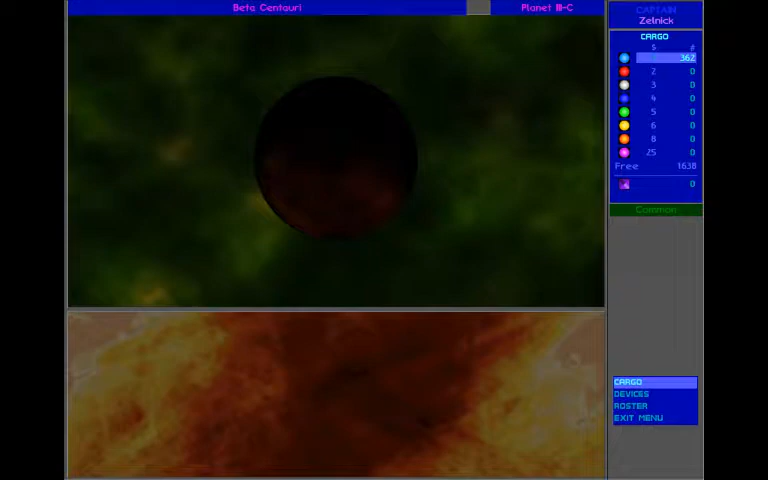 Beta Centauri
Planet III-C
CAPTAIN
Zelnick
CARGO
$ #
362
2 0
3 0
4 0
5 0
6 0
8 0
25 0
Free 1638
0
Common
CARGO
DEVICES
ROSTER
EXIT MENU